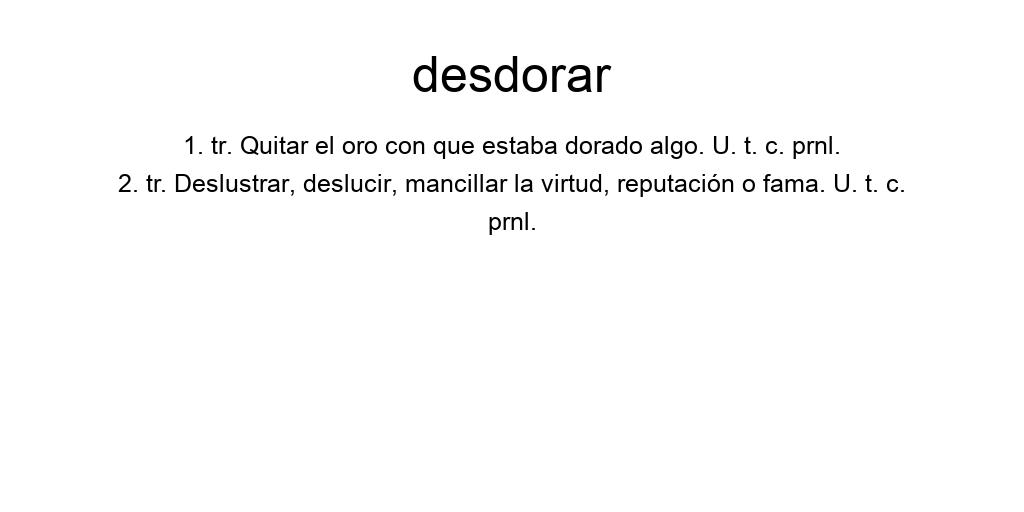 desdorar
1. tr. Quitar el oro con que estaba dorado algo. U. t. c. prnl.
2. tr. Deslustrar, deslucir, mancillar la virtud, reputación o fama. U. t. c.
prnl.